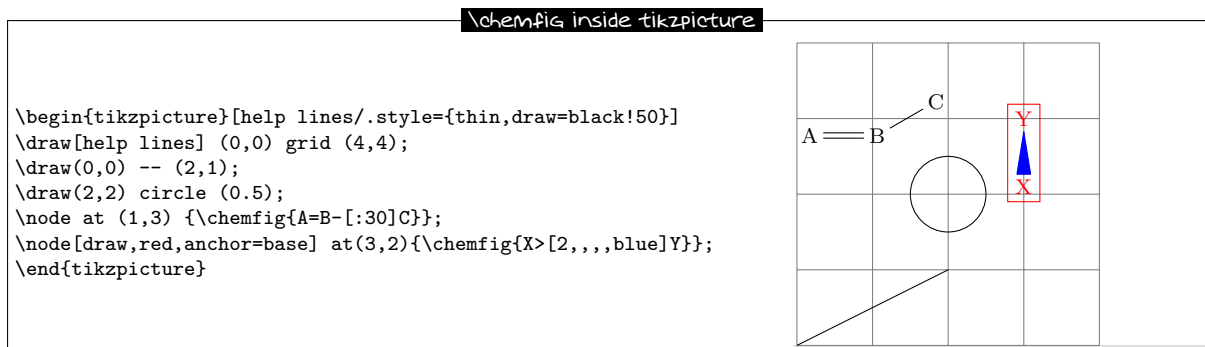 \chemfig inside tikzpicture
\begin{tikzpicture}[help lines/.style={thin,draw=black!50}]
\draw[help lines] (0,0) grid (4,4);
\draw(0,0) -- (2,1);
\draw(2,2) circle (0.5);
\node at (1,3) {\chemfig{A=B-[:30]C}};
\node[draw,red,anchor=base] at(3,2){\chemfig{X>[2,,,,blue]Y}};
\end{tikzpicture}
C
A B
Y
X